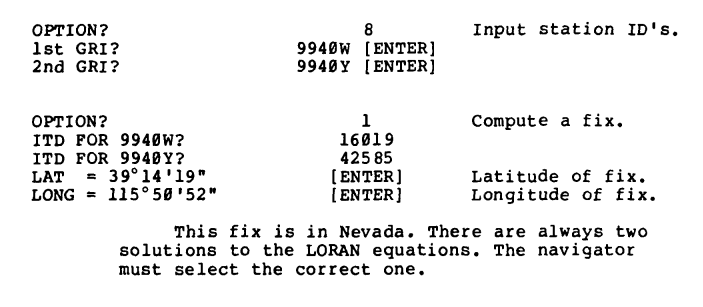 OPTION? 8 Input station ID's.
1st GRI? 9940W [ENTER]
2nd GRI? 9940Y [ENTER]
OPTION? 1 Compute a fix.
ITD FOR 9940W? 16019
ITD FOR 9940Y? 42585
LAT = 39°14'19" [ENTER] Latitude of fix.
LONG = 115°50'52" [ENTER] Longitude of fix.
This fix is in Nevada. There are always two
solutions to the LORAN equations. The navigator
must select the correct one.